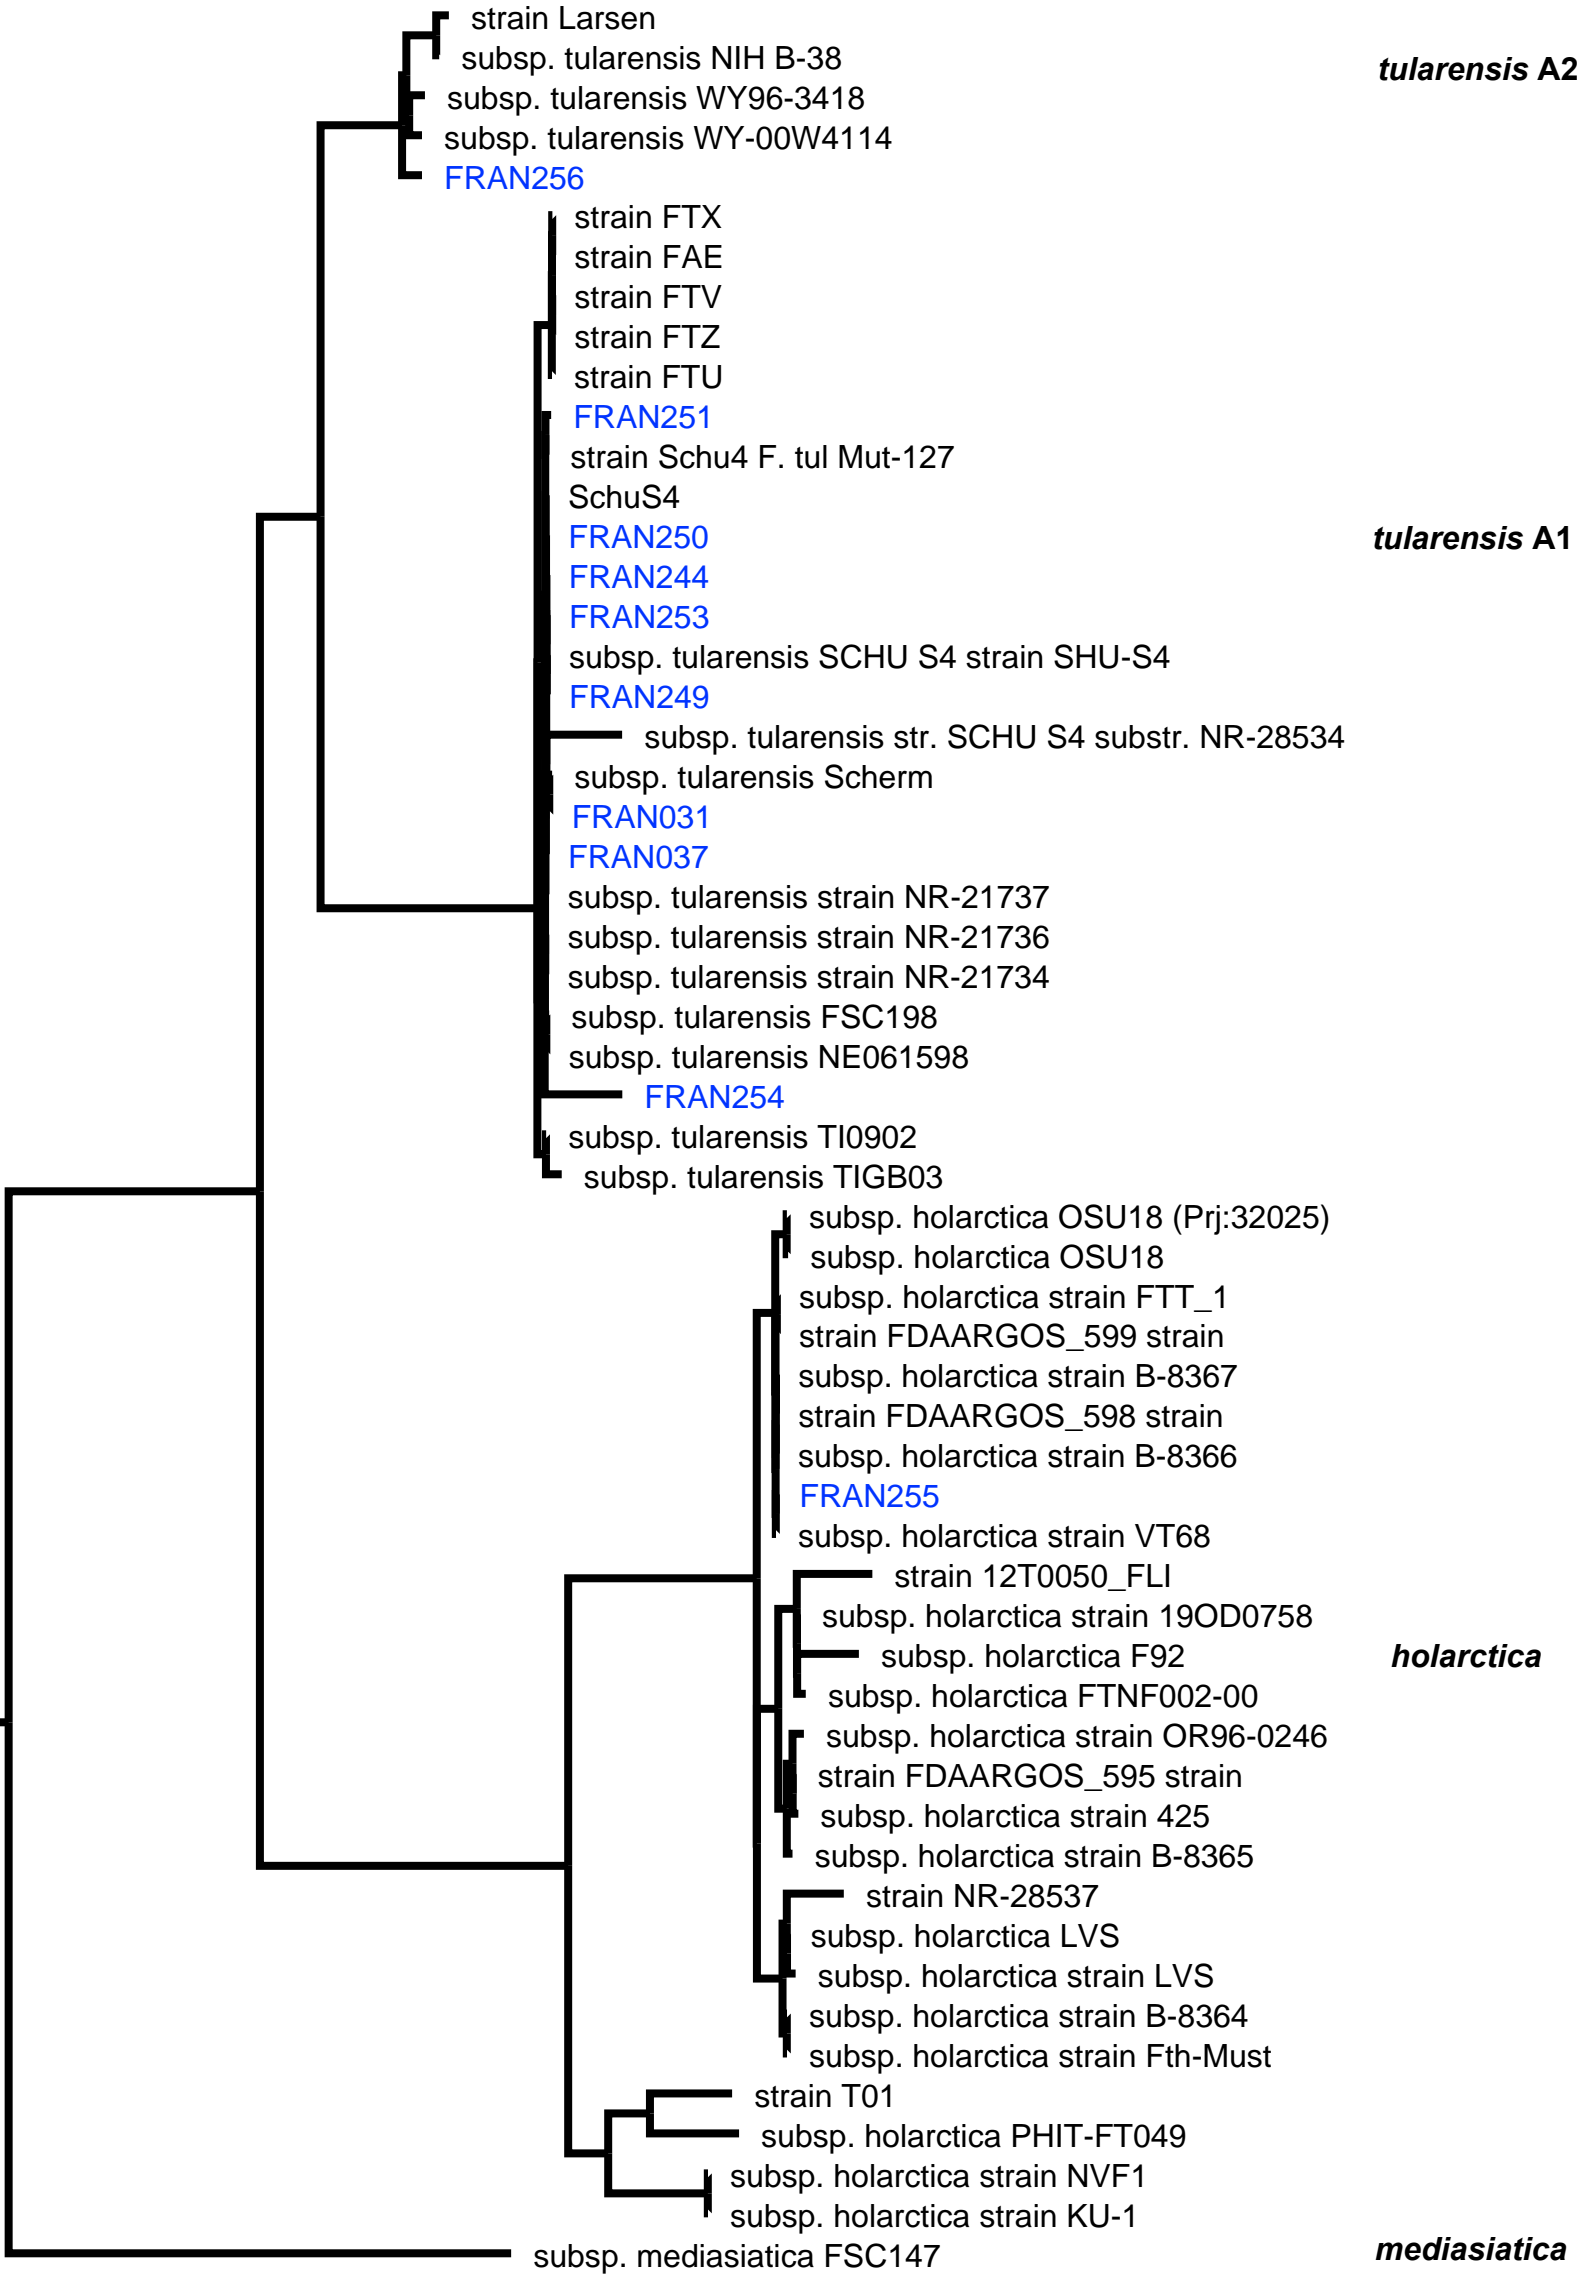 strain Larsen
subsp. tularensis NIH B-38
tularensis A2
subsp. tularensis WY96-3418
subsp. tularensis WY-00W4114
FRAN256
strain FTX
strain FAE
strain FTV
strain FTZ
strain FTU
FRAN251
strain Schu4 F. tul Mut-127
SchuS4
FRAN250
tularensis A1
FRAN244
FRAN253
subsp. tularensis SCHU S4 strain SHU-S4
FRAN249
subsp. tularensis str. SCHU S4 substr. NR-28534
subsp. tularensis Scherm
FRAN031
FRAN037
subsp. tularensis strain NR-21737
subsp. tularensis strain NR-21736
subsp. tularensis strain NR-21734
subsp. tularensis FSC198
subsp. tularensis NE061598
FRAN254
subsp. tularensis TI0902
subsp. tularensis TIGB03
subsp. holarctica OSU18 (Prj:32025)
subsp. holarctica OSU18
subsp. holarctica strain FTT_1
strain FDAARGOS_599 strain
subsp. holarctica strain B-8367
strain FDAARGOS_598 strain
subsp. holarctica strain B-8366
FRAN255
subsp. holarctica strain VT68
strain 12T0050_FLI
subsp. holarctica strain 19OD0758
subsp. holarctica F92
holarctica
subsp. holarctica FTNF002-00
subsp. holarctica strain OR96-0246
strain FDAARGOS_595 strain
subsp. holarctica strain 425
subsp. holarctica strain B-8365
strain NR-28537
subsp. holarctica LVS
subsp. holarctica strain LVS
subsp. holarctica strain B-8364
subsp. holarctica strain Fth-Must
strain T01
subsp. holarctica PHIT-FT049
subsp. holarctica strain NVF1
subsp. holarctica strain KU-1
subsp. mediasiatica FSC147
mediasiatica